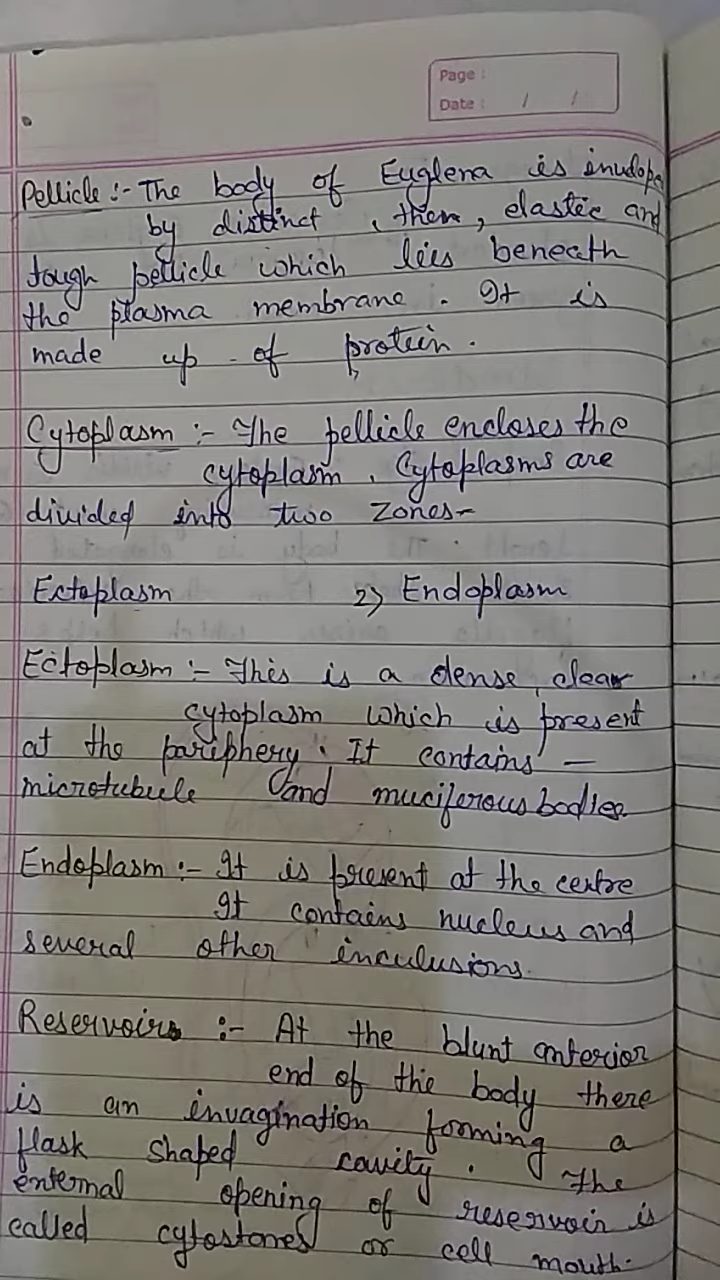 Page :
Date : / /
Pellicle :- The body of Euglena is inudope
by distinct , them , elastic and
tough pellicle which lies beneath
the plasma membrane . It is
made up of protein .
Cytoplasm :- The pellicle encloses the
cytoplasm . Cytoplasms are
divided into two zones-
Ectoplasm 2) Endoplasm
Ectoplasm :- This is a dense, clear
cytoplasm which is present
at the pariphery . It contains —
microtubule and muciferous bodies
Endoplasm :- It is present at the centre
It contains nucleus and
several other inculusions.
Reservoirs :- At the blunt anterior
end of the body there
is an invagination forming a
flask shaped cavity . The
enternal opening of reservoir is
called cytostomes or cell mouth.